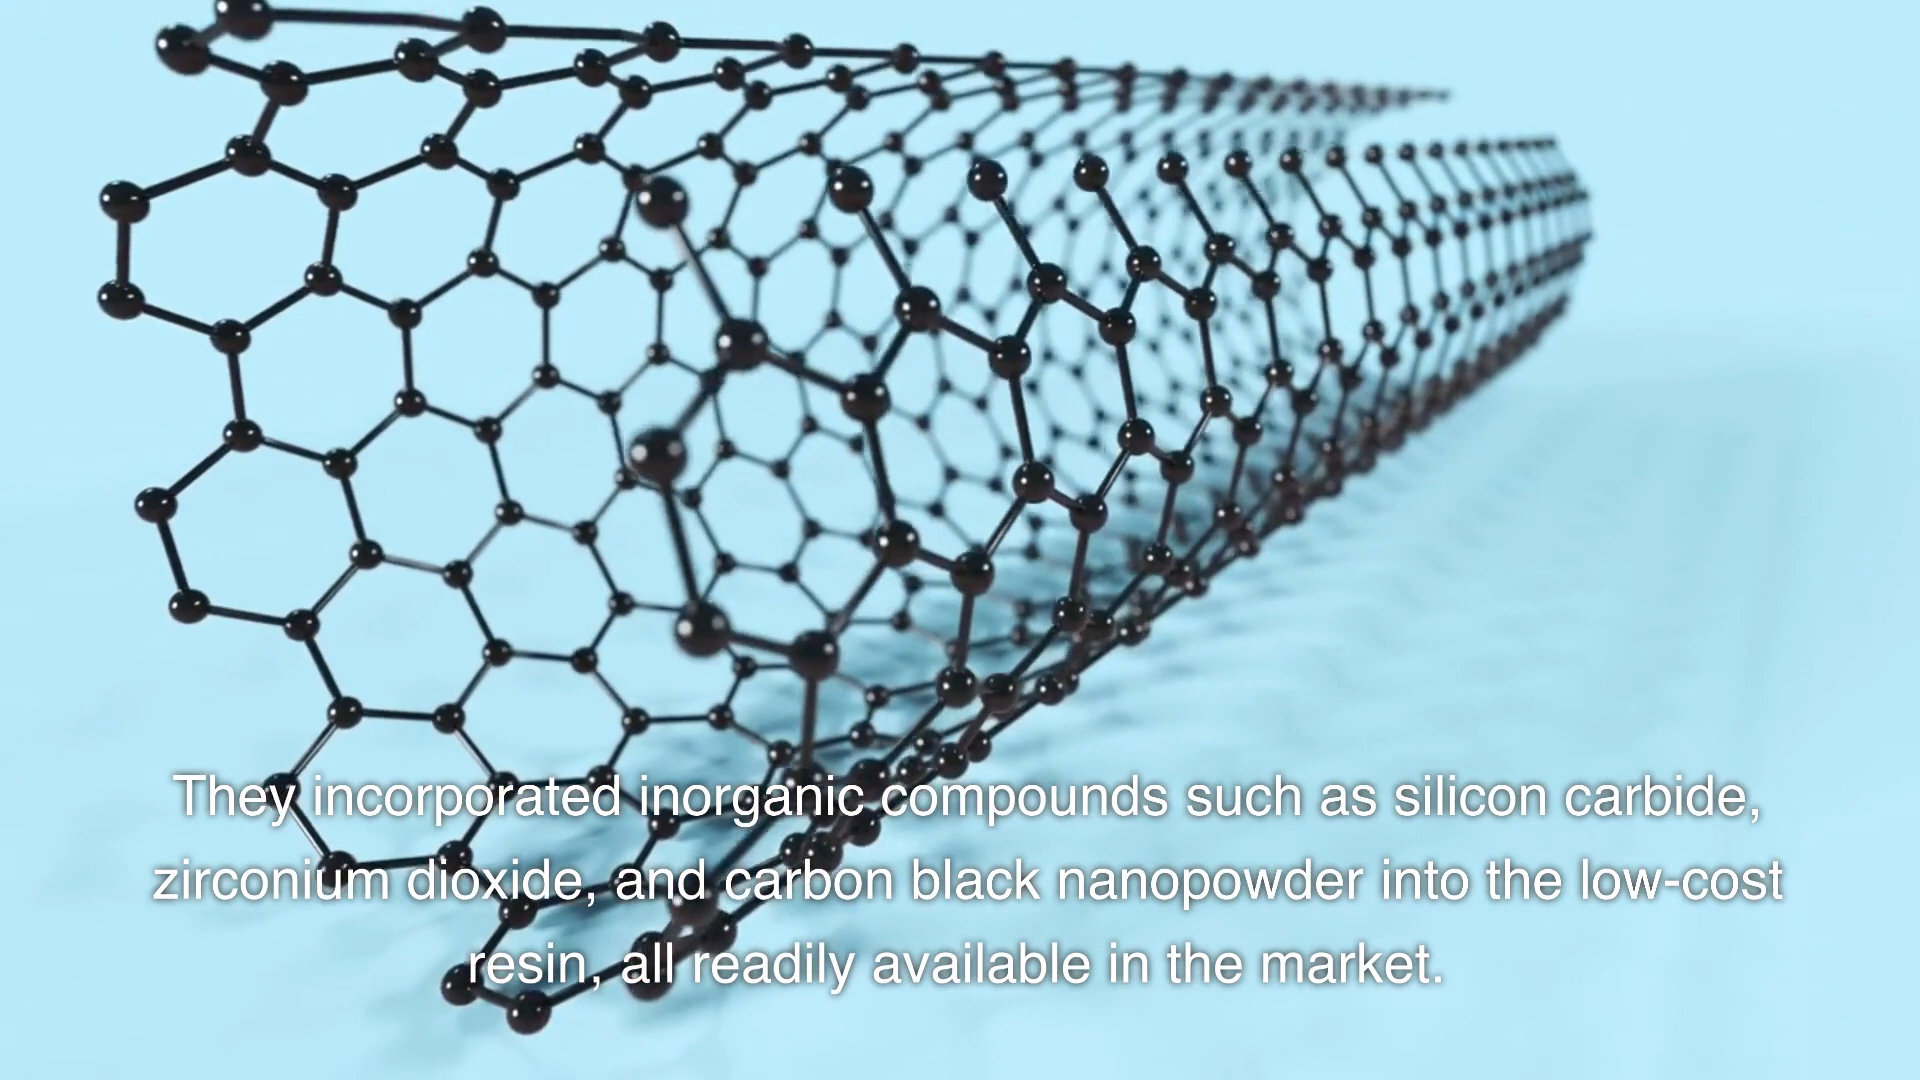 They incorporated inorganic compounds such as silicon carbide,
zirconium dioxide, and carbon black nanopowder into the low-cost
resin, all readily available in the market.